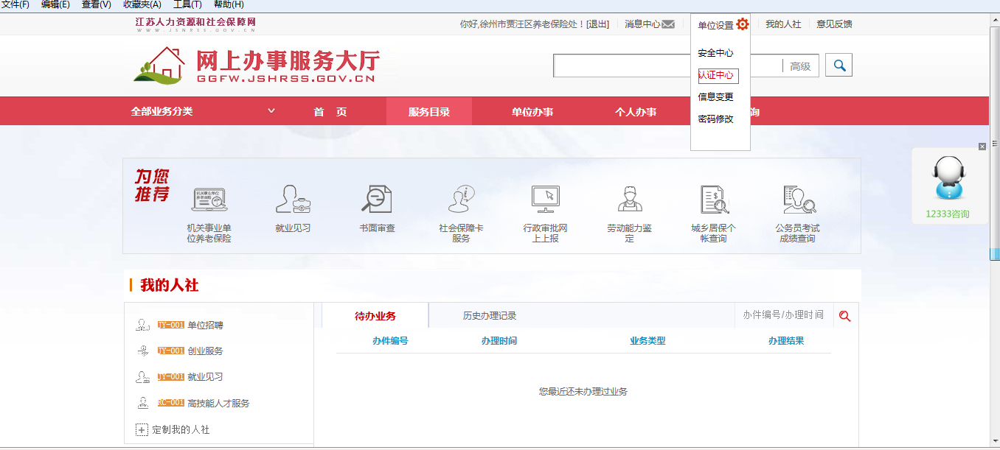 文件(F) 编辑(E) 查看(V) 收藏夹(A) 工具(T) 帮助(H)
江苏人力资源和社会保障网
WWW.JSHRSS.GOV.CN
你好,徐州市贾汪区养老保险处！[退出] 消息中心 单位设置 我的人社 意见反馈
安全中心
认证中心
信息变更
密码修改
网上办事服务大厅
GGFW.JSHRSS.GOV.CN
高级
全部业务分类 首 页 服务目录 单位办事 个人办事 询
为您
推荐
机关事业单位
养老保险
机关事业单
位养老保险
就业见习
书面审查
社会保障卡
服务
行政审批网
上上报
劳动能力鉴
定
城乡居保个
帐查询
公务员考试
成绩查询
12333咨询
我的人社
JY-001 单位招聘
JY-001 创业服务
JY-001 就业见习
RC-001 高技能人才服务
定制我的人社
待办业务 历史办理记录 办件编号/办理时间
办件编号 办理时间 业务类型 办理结果
您最近还未办理过业务